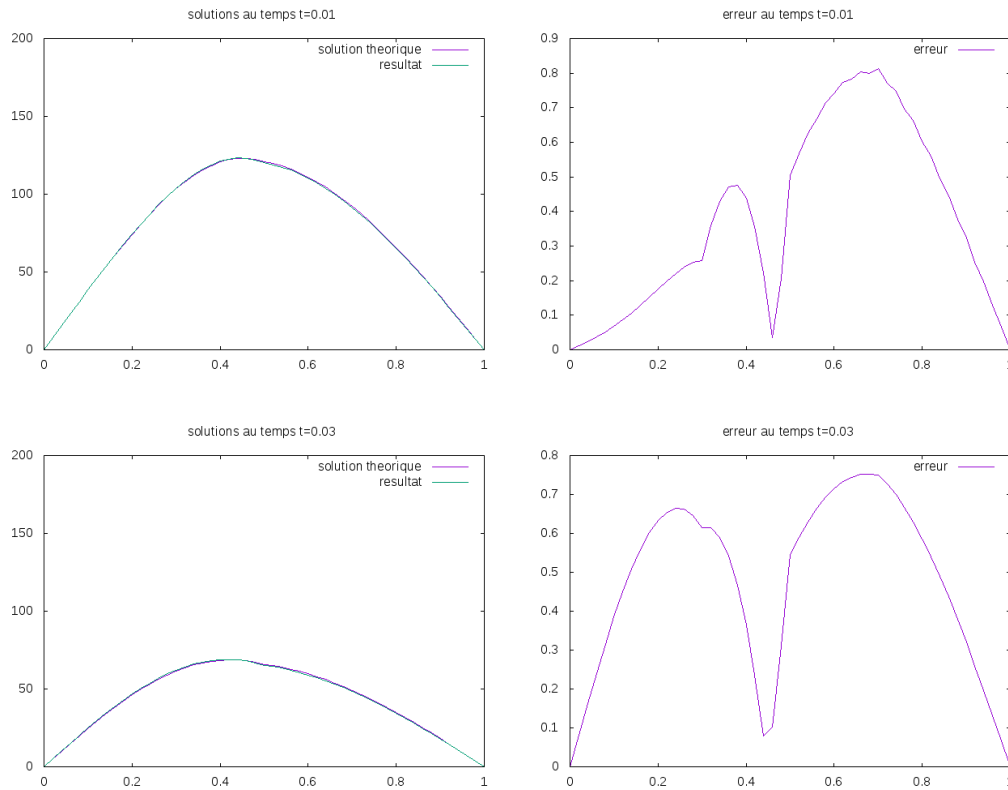 solutions au temps t=0.01
200
150
100
50
0
0 0.2 0.4 0.6 0.8 1
solution theorique
resultat
erreur au temps t=0.01
0.9
0.8
0.7
0.6
0.5
0.4
0.3
0.2
0.1
0
0 0.2 0.4 0.6 0.8 1
erreur
solutions au temps t=0.03
200
150
100
50
0
0 0.2 0.4 0.6 0.8 1
solution theorique
resultat
erreur au temps t=0.03
0.8
0.7
0.6
0.5
0.4
0.3
0.2
0.1
0
0 0.2 0.4 0.6 0.8 1
erreur